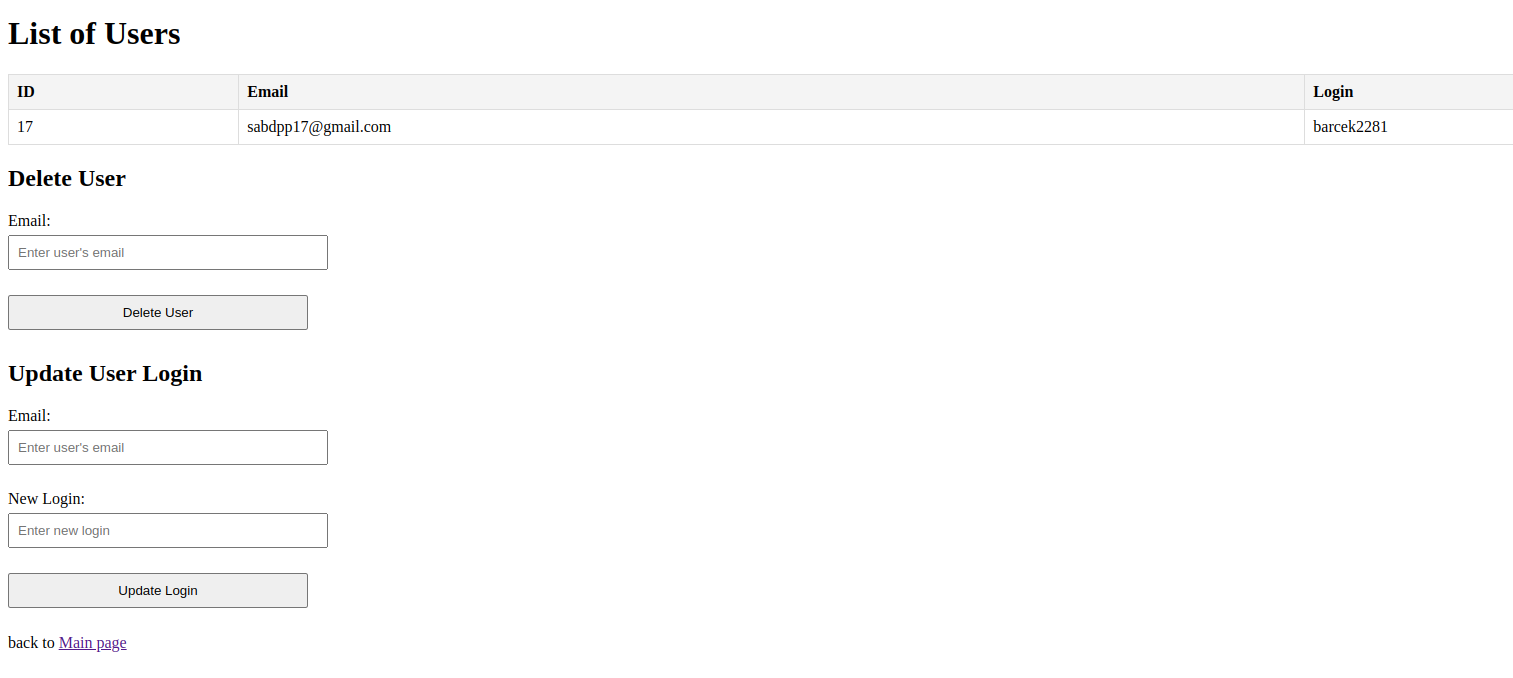 List of Users
ID Email Login
17 sabdpp17@gmail.com barcek2281
Delete User
Email:
Enter user's email
Delete User
Update User Login
Email:
Enter user's email
New Login:
Enter new login
Update Login
back to Main page